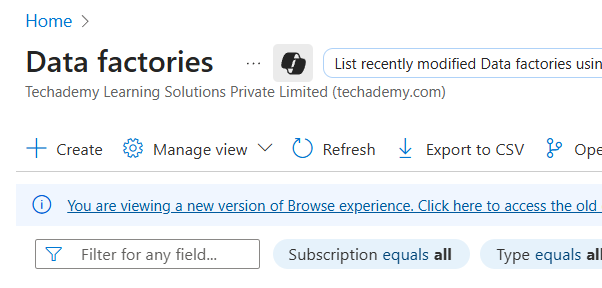 Home >
Data factories
... List recently modified Data factories usin
Techademy Learning Solutions Private Limited (techademy.com)
+ Create Manage view Refresh Export to CSV Ope
You are viewing a new version of Browse experience. Click here to access the old
Filter for any field... Subscription equals all Type equals all